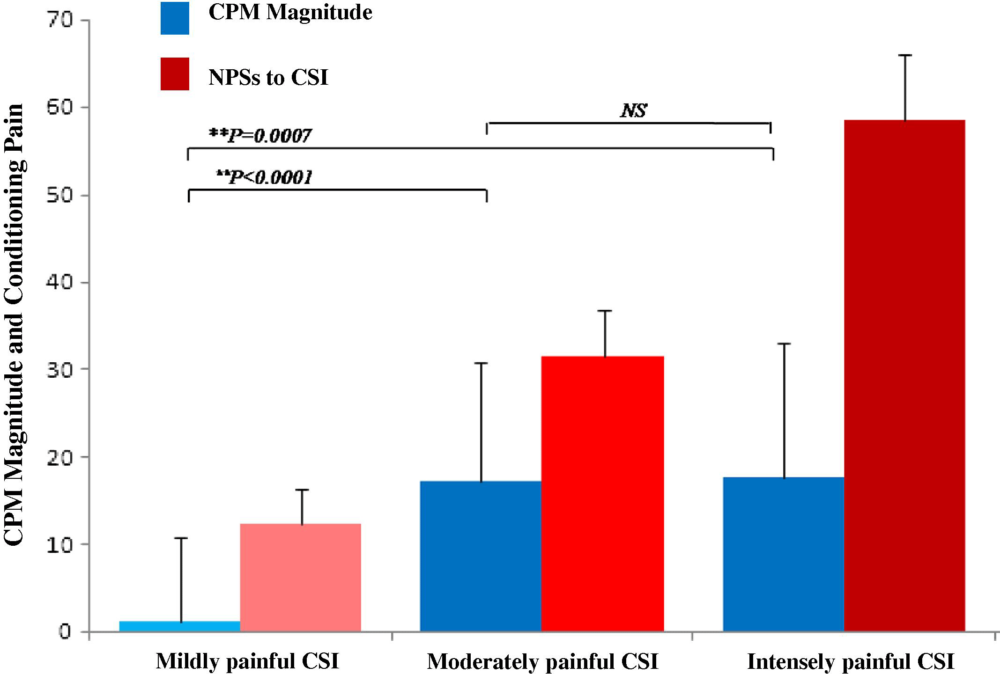 CPM Magnitude
NPSs to CSI
CPM Magnitude and Conditioning Pain
70
60
50
40
30
20
10
0
NS
**P=0.0007
**P<0.0001
Mildly painful CSI
Moderately painful CSI
Intensely painful CSI